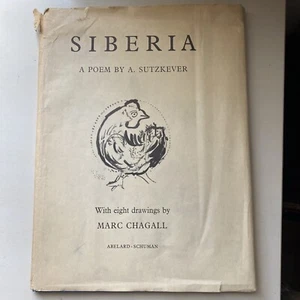 SIBERIA
A POEM BY A. SUTZKEVER
With eight drawings by
MARC CHAGALL
ABELARD-SCHUMAN